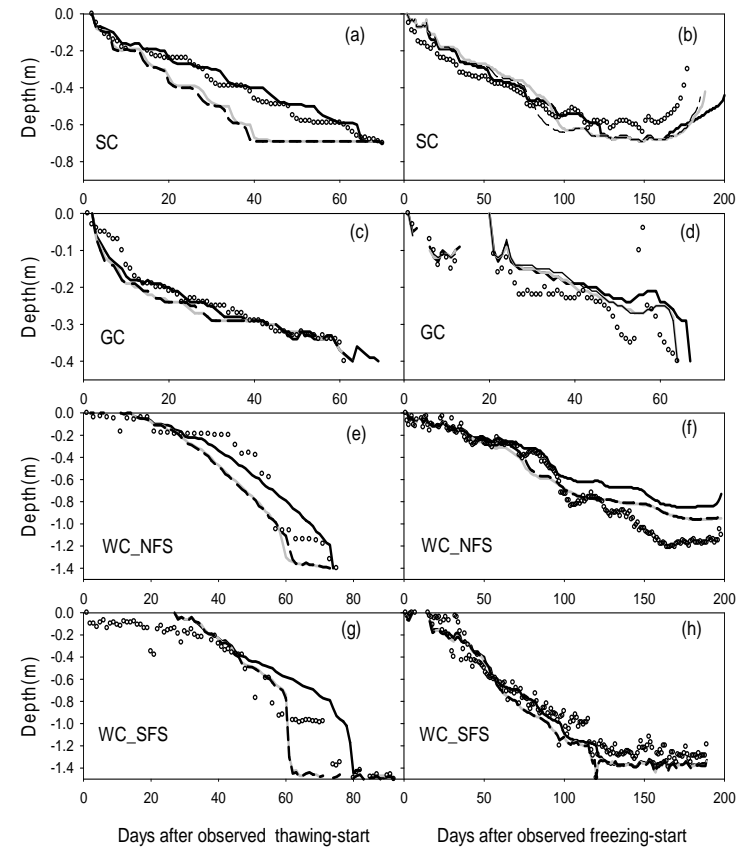 0.0
-0.2
-0.4
-0.6
-0.8
Depth(m)
(a)
SC
0 20 40 60
(b)
SC
0 50 100 150 200
0.0
-0.1
-0.2
-0.3
-0.4
Depth(m)
(c)
GC
0 20 40 60
(d)
GC
0 20 40 60
0.0
-0.2
-0.4
-0.6
-0.8
-1.0
-1.2
-1.4
Depth(m)
(e)
WC_NFS
0 20 40 60 80
(f)
WC_NFS
0 50 100 150 200
0.0
-0.2
-0.4
-0.6
-0.8
-1.0
-1.2
-1.4
Depth(m)
(g)
WC_SFS
0 20 40 60 80
(h)
WC_SFS
0 50 100 150 200
Days after observed thawing-start
Days after observed freezing-start